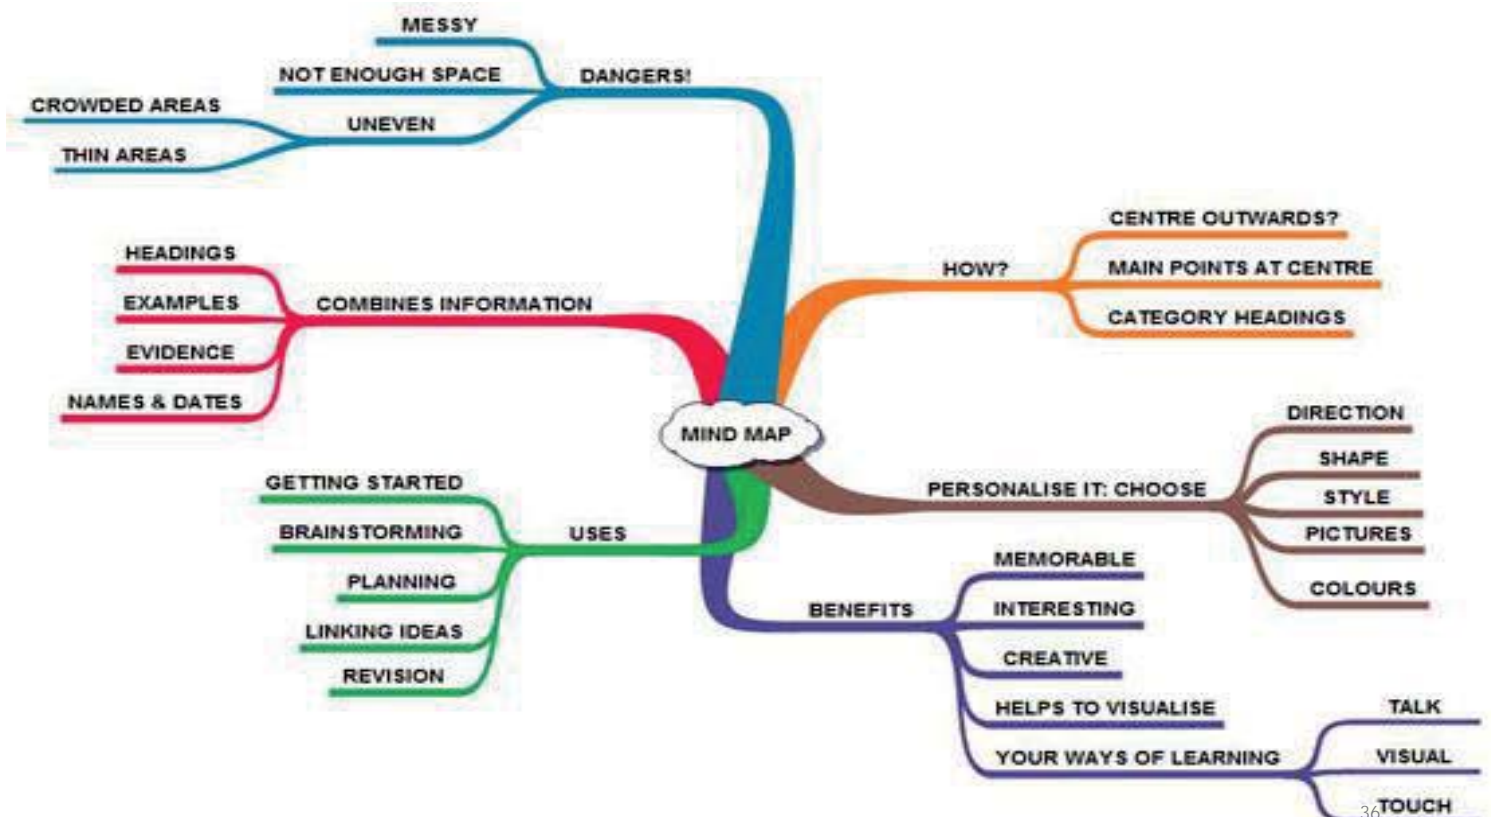 MESSY
NOT ENOUGH SPACE
DANGERS!
CROWDED AREAS
UNEVEN
THIN AREAS
HEADINGS
EXAMPLES
COMBINES INFORMATION
EVIDENCE
NAMES & DATES
CENTRE OUTWARDS?
HOW?
MAIN POINTS AT CENTRE
CATEGORY HEADINGS
MIND MAP
DIRECTION
SHAPE
PERSONALISE IT: CHOOSE
STYLE
PICTURES
COLOURS
GETTING STARTED
BRAINSTORMING
USES
PLANNING
LINKING IDEAS
REVISION
MEMORABLE
BENEFITS
INTERESTING
CREATIVE
HELPS TO VISUALISE
YOUR WAYS OF LEARNING
TALK
VISUAL
TOUCH
36